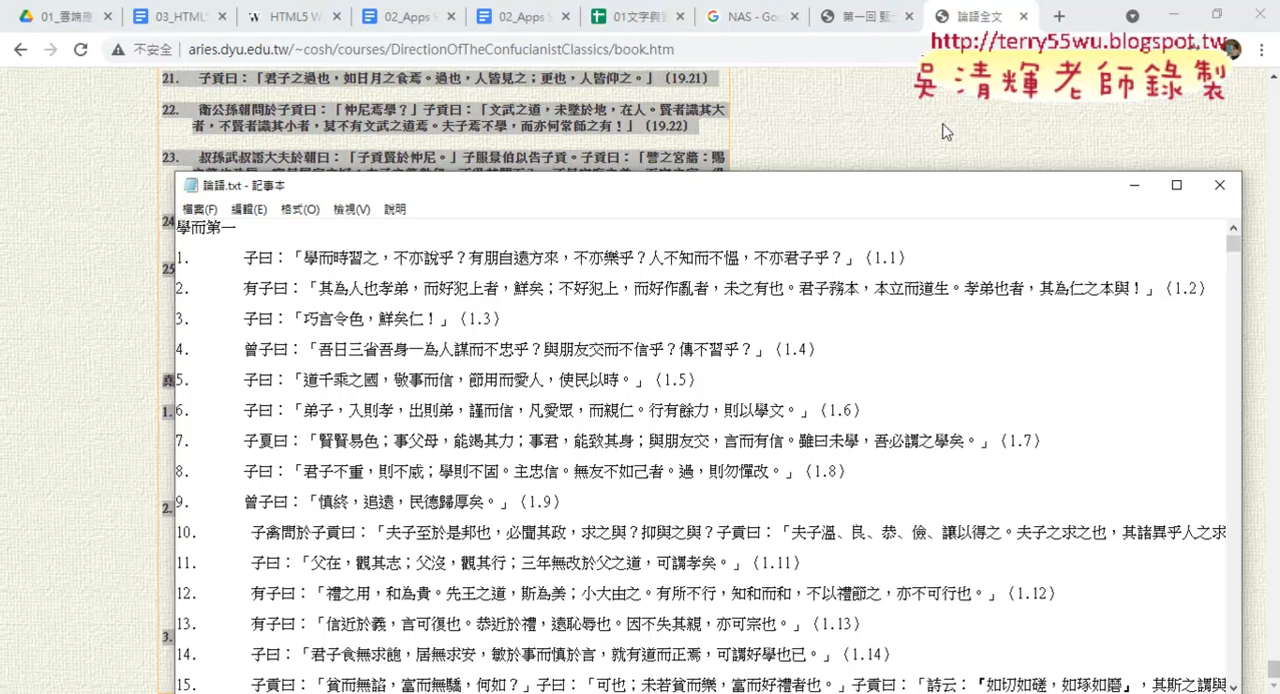 01_雲端應
03_HTML5
HTML5 W
02_Apps S
02_Apps S
01文字與
NAS - Goo
第一回 甄士
論語全文
不安全 aries.dyu.edu.tw/~cosh/courses/DirectionOfTheConfucianistClassics/book.htm
http://terry55wu.blogspot.tw
吳清輝老師錄製
21. 子貢曰：「君子之過也，如日月之食焉。過也，人皆見之；更也，人皆仰之。」(19.21)
22. 衛公孫朝問於子貢曰：「仲尼焉學？」子貢曰：「文武之道，未墜於地，在人。賢者識其大
者，不賢者識其小者，莫不有文武之道焉。夫子焉不學，而亦何常師之有！」(19.22)
23. 叔孫武叔語大夫於朝曰：「子貢賢於仲尼。」子服景伯以告子貢。子貢曰：「譬之宮牆：賜
24
25
堯
1.
2.
3.
論語.txt - 記事本
檔案(F) 編輯(E) 格式(O) 檢視(V) 說明
學而第一
1. 子曰：「學而時習之，不亦說乎？有朋自遠方來，不亦樂乎？人不知而不慍，不亦君子乎？」(1.1)
2. 有子曰：「其為人也孝弟，而好犯上者，鮮矣；不好犯上，而好作亂者，未之有也。君子務本，本立而道生。孝弟也者，其為仁之本與！」(1.2)
3. 子曰：「巧言令色，鮮矣仁！」(1.3)
4. 曾子曰：「吾日三省吾身─為人謀而不忠乎？與朋友交而不信乎？傳不習乎？」(1.4)
5. 子曰：「道千乘之國，敬事而信，節用而愛人，使民以時。」(1.5)
6. 子曰：「弟子，入則孝，出則弟，謹而信，凡愛眾，而親仁。行有餘力，則以學文。」(1.6)
7. 子夏曰：「賢賢易色；事父母，能竭其力；事君，能致其身；與朋友交，言而有信。雖曰未學，吾必謂之學矣。」(1.7)
8. 子曰：「君子不重，則不威；學則不固。主忠信。無友不如己者。過，則勿憚改。」(1.8)
9. 曾子曰：「慎終，追遠，民德歸厚矣。」(1.9)
10. 子禽問於子貢曰：「夫子至於是邦也，必聞其政，求之與？抑與之與？子貢曰：「夫子溫、良、恭、儉、讓以得之。夫子之求之也，其諸異乎人之求
11. 子曰：「父在，觀其志；父沒，觀其行；三年無改於父之道，可謂孝矣。」(1.11)
12. 有子曰：「禮之用，和為貴。先王之道，斯為美；小大由之。有所不行，知和而和，不以禮節之，亦不可行也。」(1.12)
13. 有子曰：「信近於義，言可復也。恭近於禮，遠恥辱也。因不失其親，亦可宗也。」(1.13)
14. 子曰：「君子食無求飽，居無求安，敏於事而慎於言，就有道而正焉，可謂好學也已。」(1.14)
15. 子貢曰：「貧而無諂，富而無驕，何如？」子曰：「可也；未若貧而樂，富而好禮者也。」子貢曰：「詩云：『如切如磋，如琢如磨』，其斯之謂與